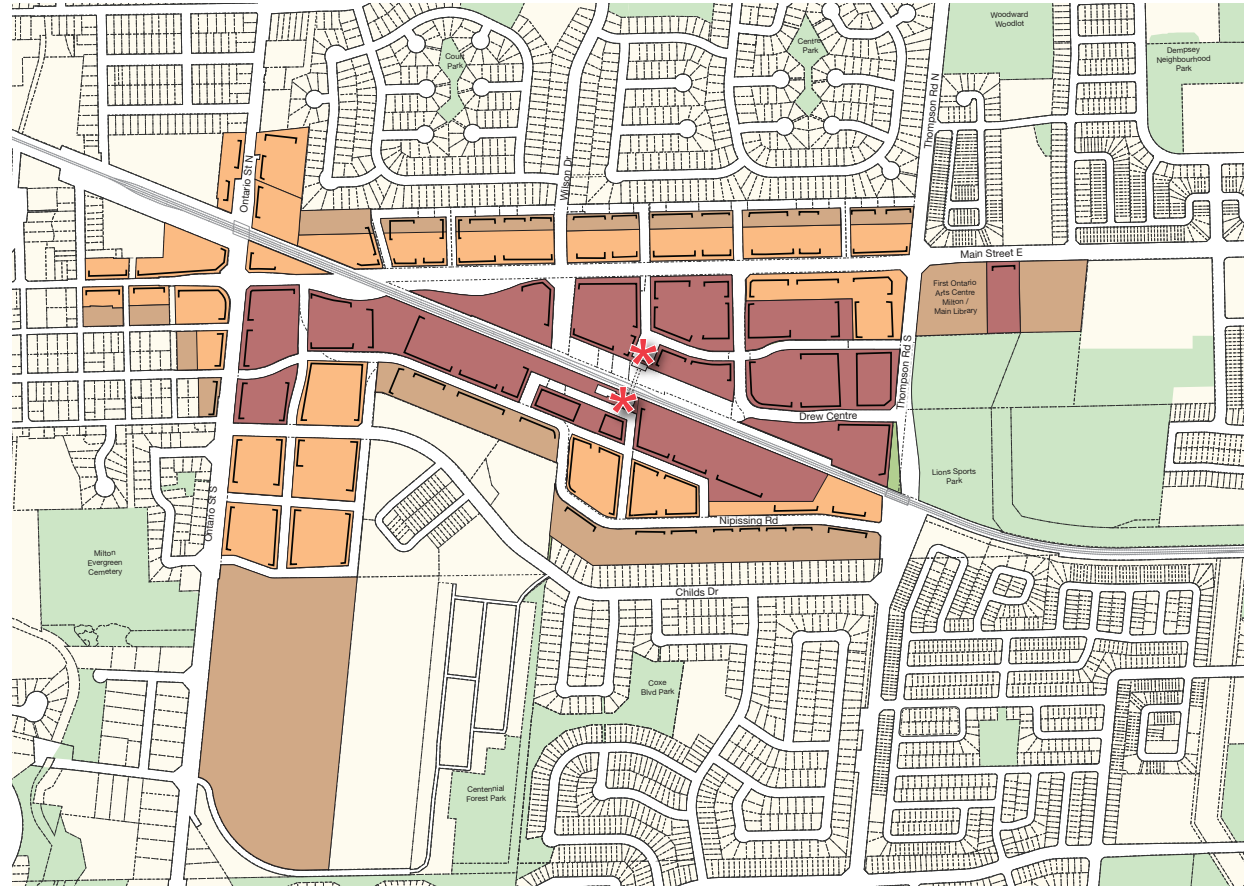 Woodward
Woodlot
Court
Park
Centre
Park
Dempsey
Neighbourhood
Park
Thompson Rd N
Ontario St N
Wilson Dr
Main Street E
First Ontario
Arts Centre
Milton /
Main Library
Thompson Rd S
Drew Centre
Lions Sports
Park
Ontario St S
Nipissing Rd
Milton
Evergreen
Cemetery
Childs Dr
Coxe
Blvd Park
Centennial
Forest Park